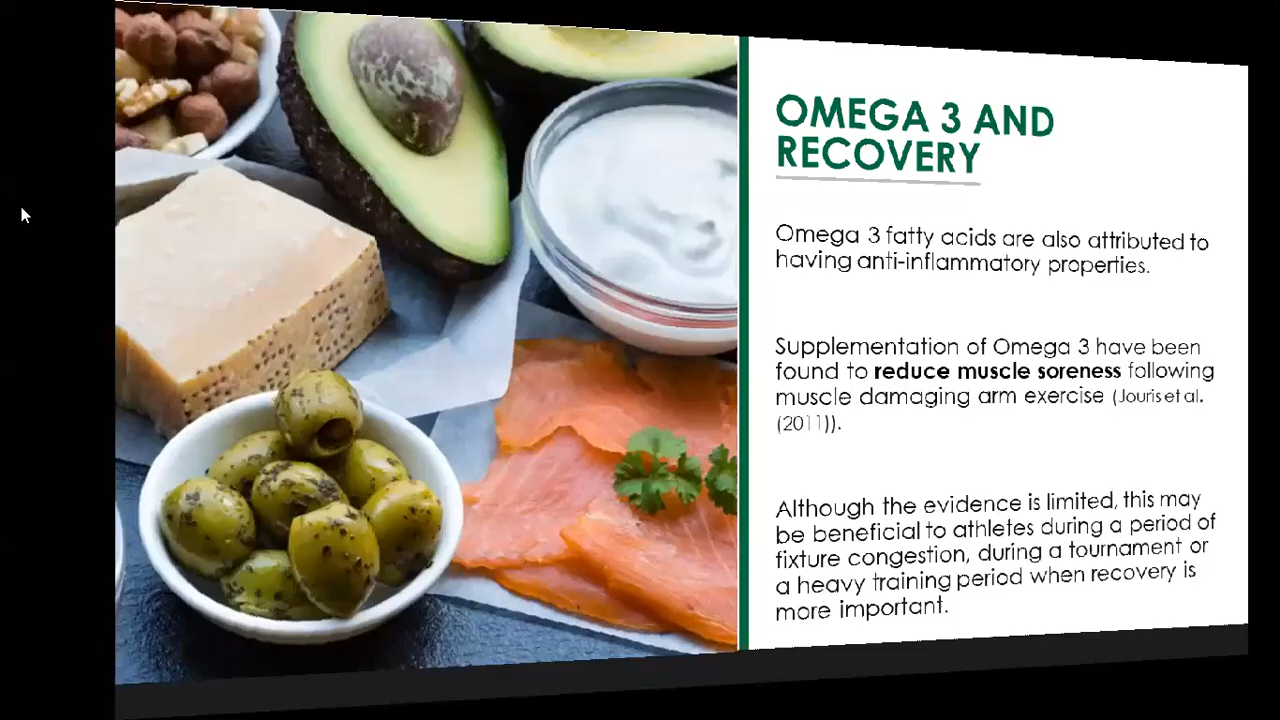 OMEGA 3 AND
RECOVERY
Omega 3 fatty acids are also attributed to
having anti-inflammatory properties.
Supplementation of Omega 3 have been
found to reduce muscle soreness following
muscle damaging arm exercise (Jouris et al.
(2011)).
Although the evidence is limited, this may
be beneficial to athletes during a period of
fixture congestion, during a tournament or
a heavy training period when recovery is
more important.